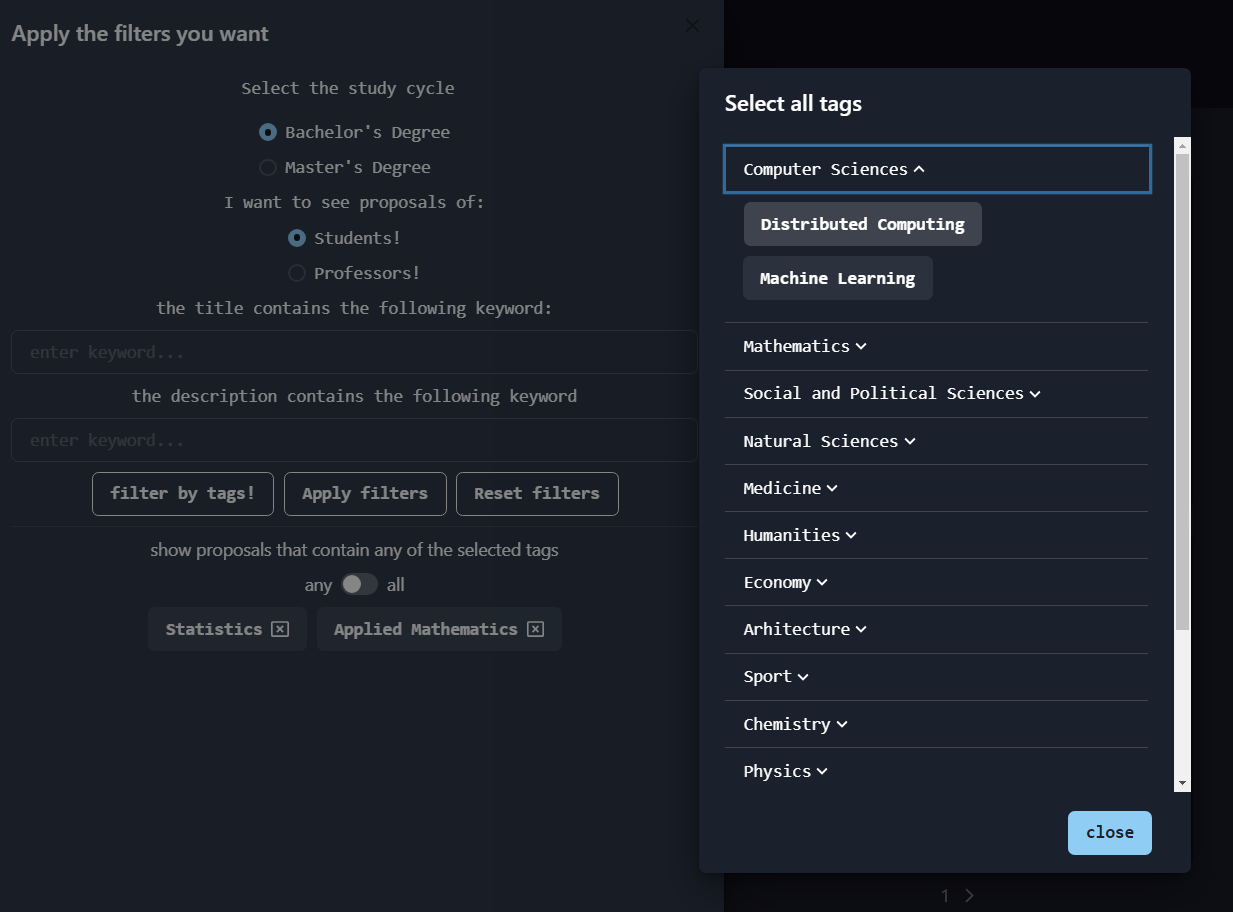 Apply the filters you want
Select the study cycle
Bachelor's Degree
Master's Degree
I want to see proposals of:
Students!
Professors!
the title contains the following keyword:
enter keyword...
the description contains the following keyword
enter keyword...
filter by tags! Apply filters Reset filters
show proposals that contain any of the selected tags
any all
Statistics Applied Mathematics
Select all tags
Computer Sciences
Distributed Computing
Machine Learning
Mathematics
Social and Political Sciences
Natural Sciences
Medicine
Humanities
Economy
Arhitecture
Sport
Chemistry
Physics
close
1